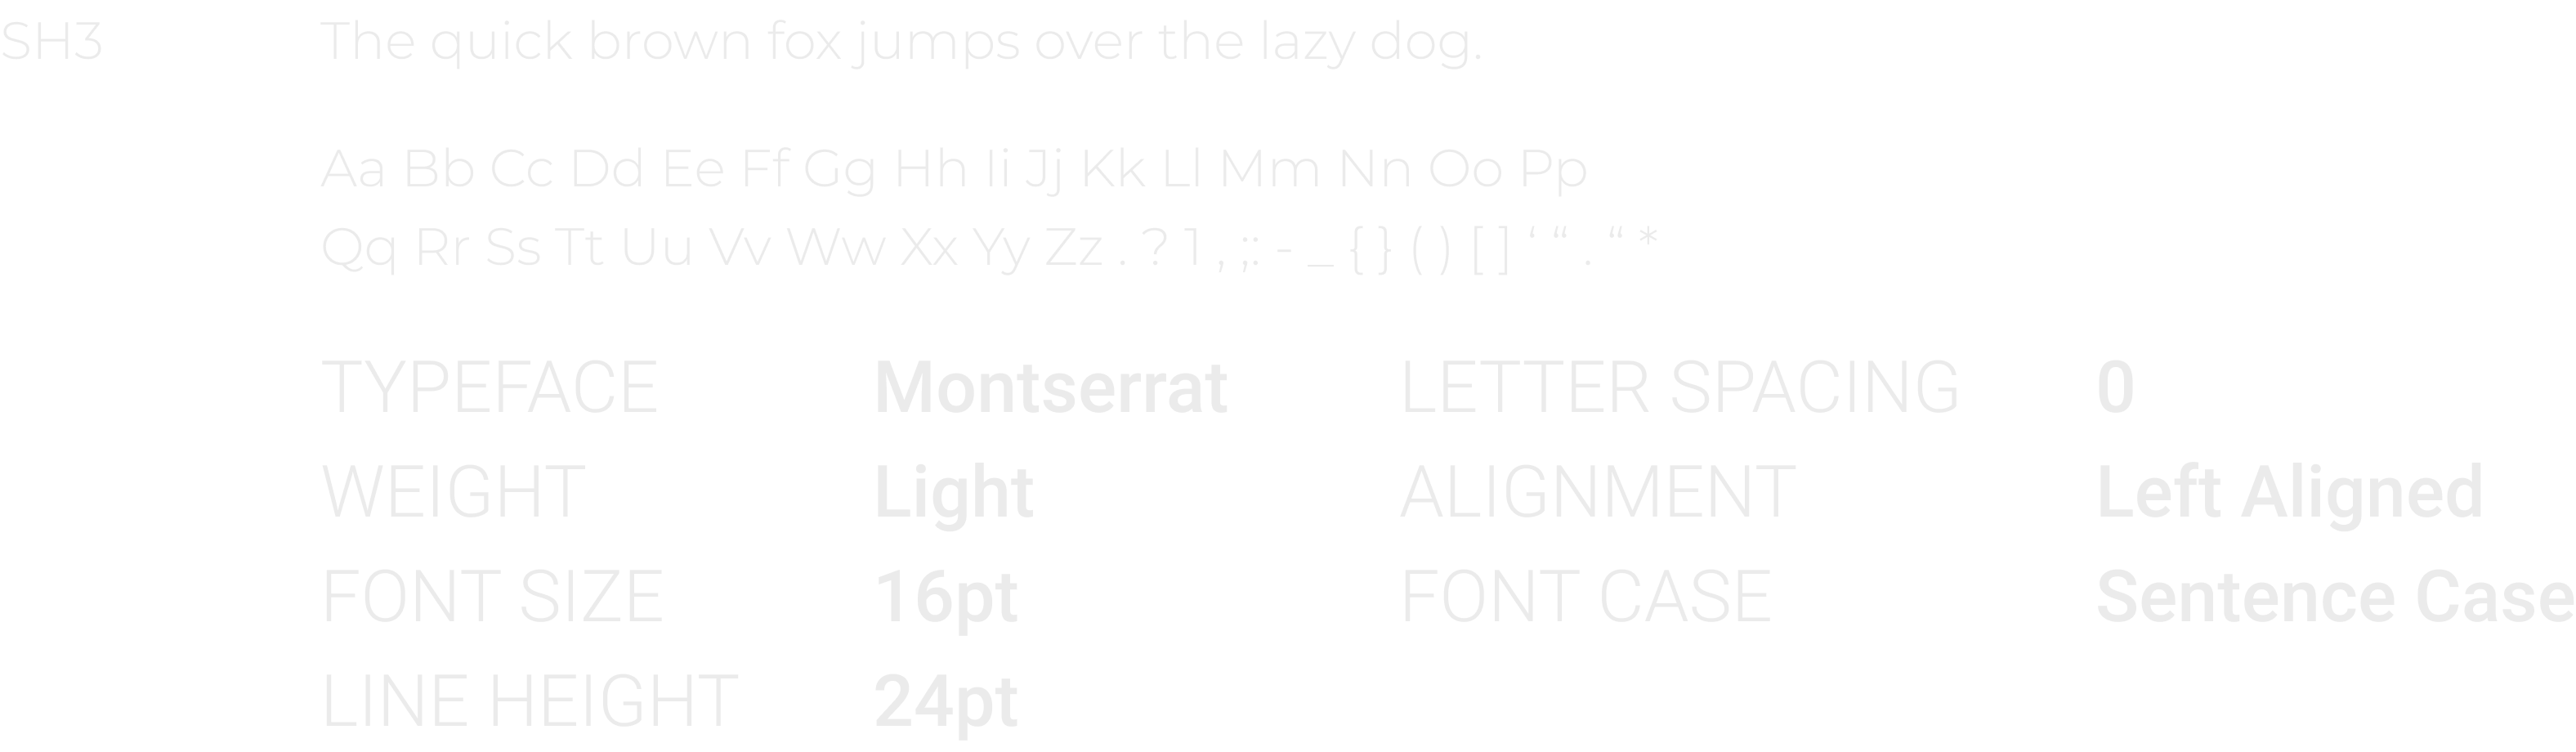 SH3 The quick brown fox jumps over the lazy dog.
Aa Bb Cc Dd Ee Ff Gg Hh Ii Jj Kk Ll Mm Nn Oo Pp
Qq Rr Ss Tt Uu Vv Ww Xx Yy Zz . ? 1 , ;: - _ { } ( ) [ ] ‘ “ . “ *
TYPEFACE Montserrat LETTER SPACING 0
WEIGHT Light ALIGNMENT Left Aligned
FONT SIZE 16pt FONT CASE Sentence Case
LINE HEIGHT 24pt